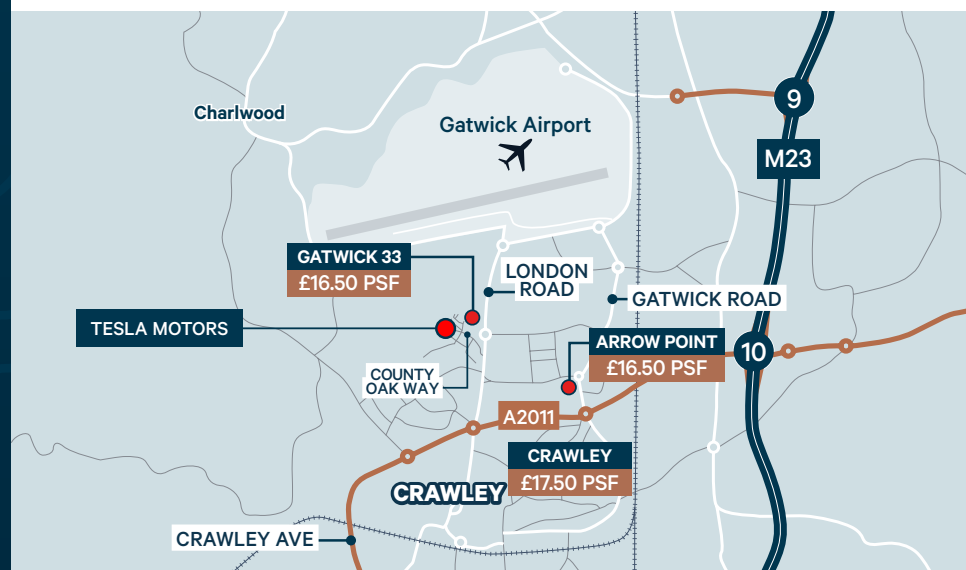 9
Charlwood
Gatwick Airport
M23
GATWICK 33
£16.50 PSF
LONDON
ROAD
GATWICK ROAD
TESLA MOTORS
ARROW POINT
£16.50 PSF
10
COUNTY
OAK WAY
A2011
CRAWLEY
£17.50 PSF
CRAWLEY
CRAWLEY AVE